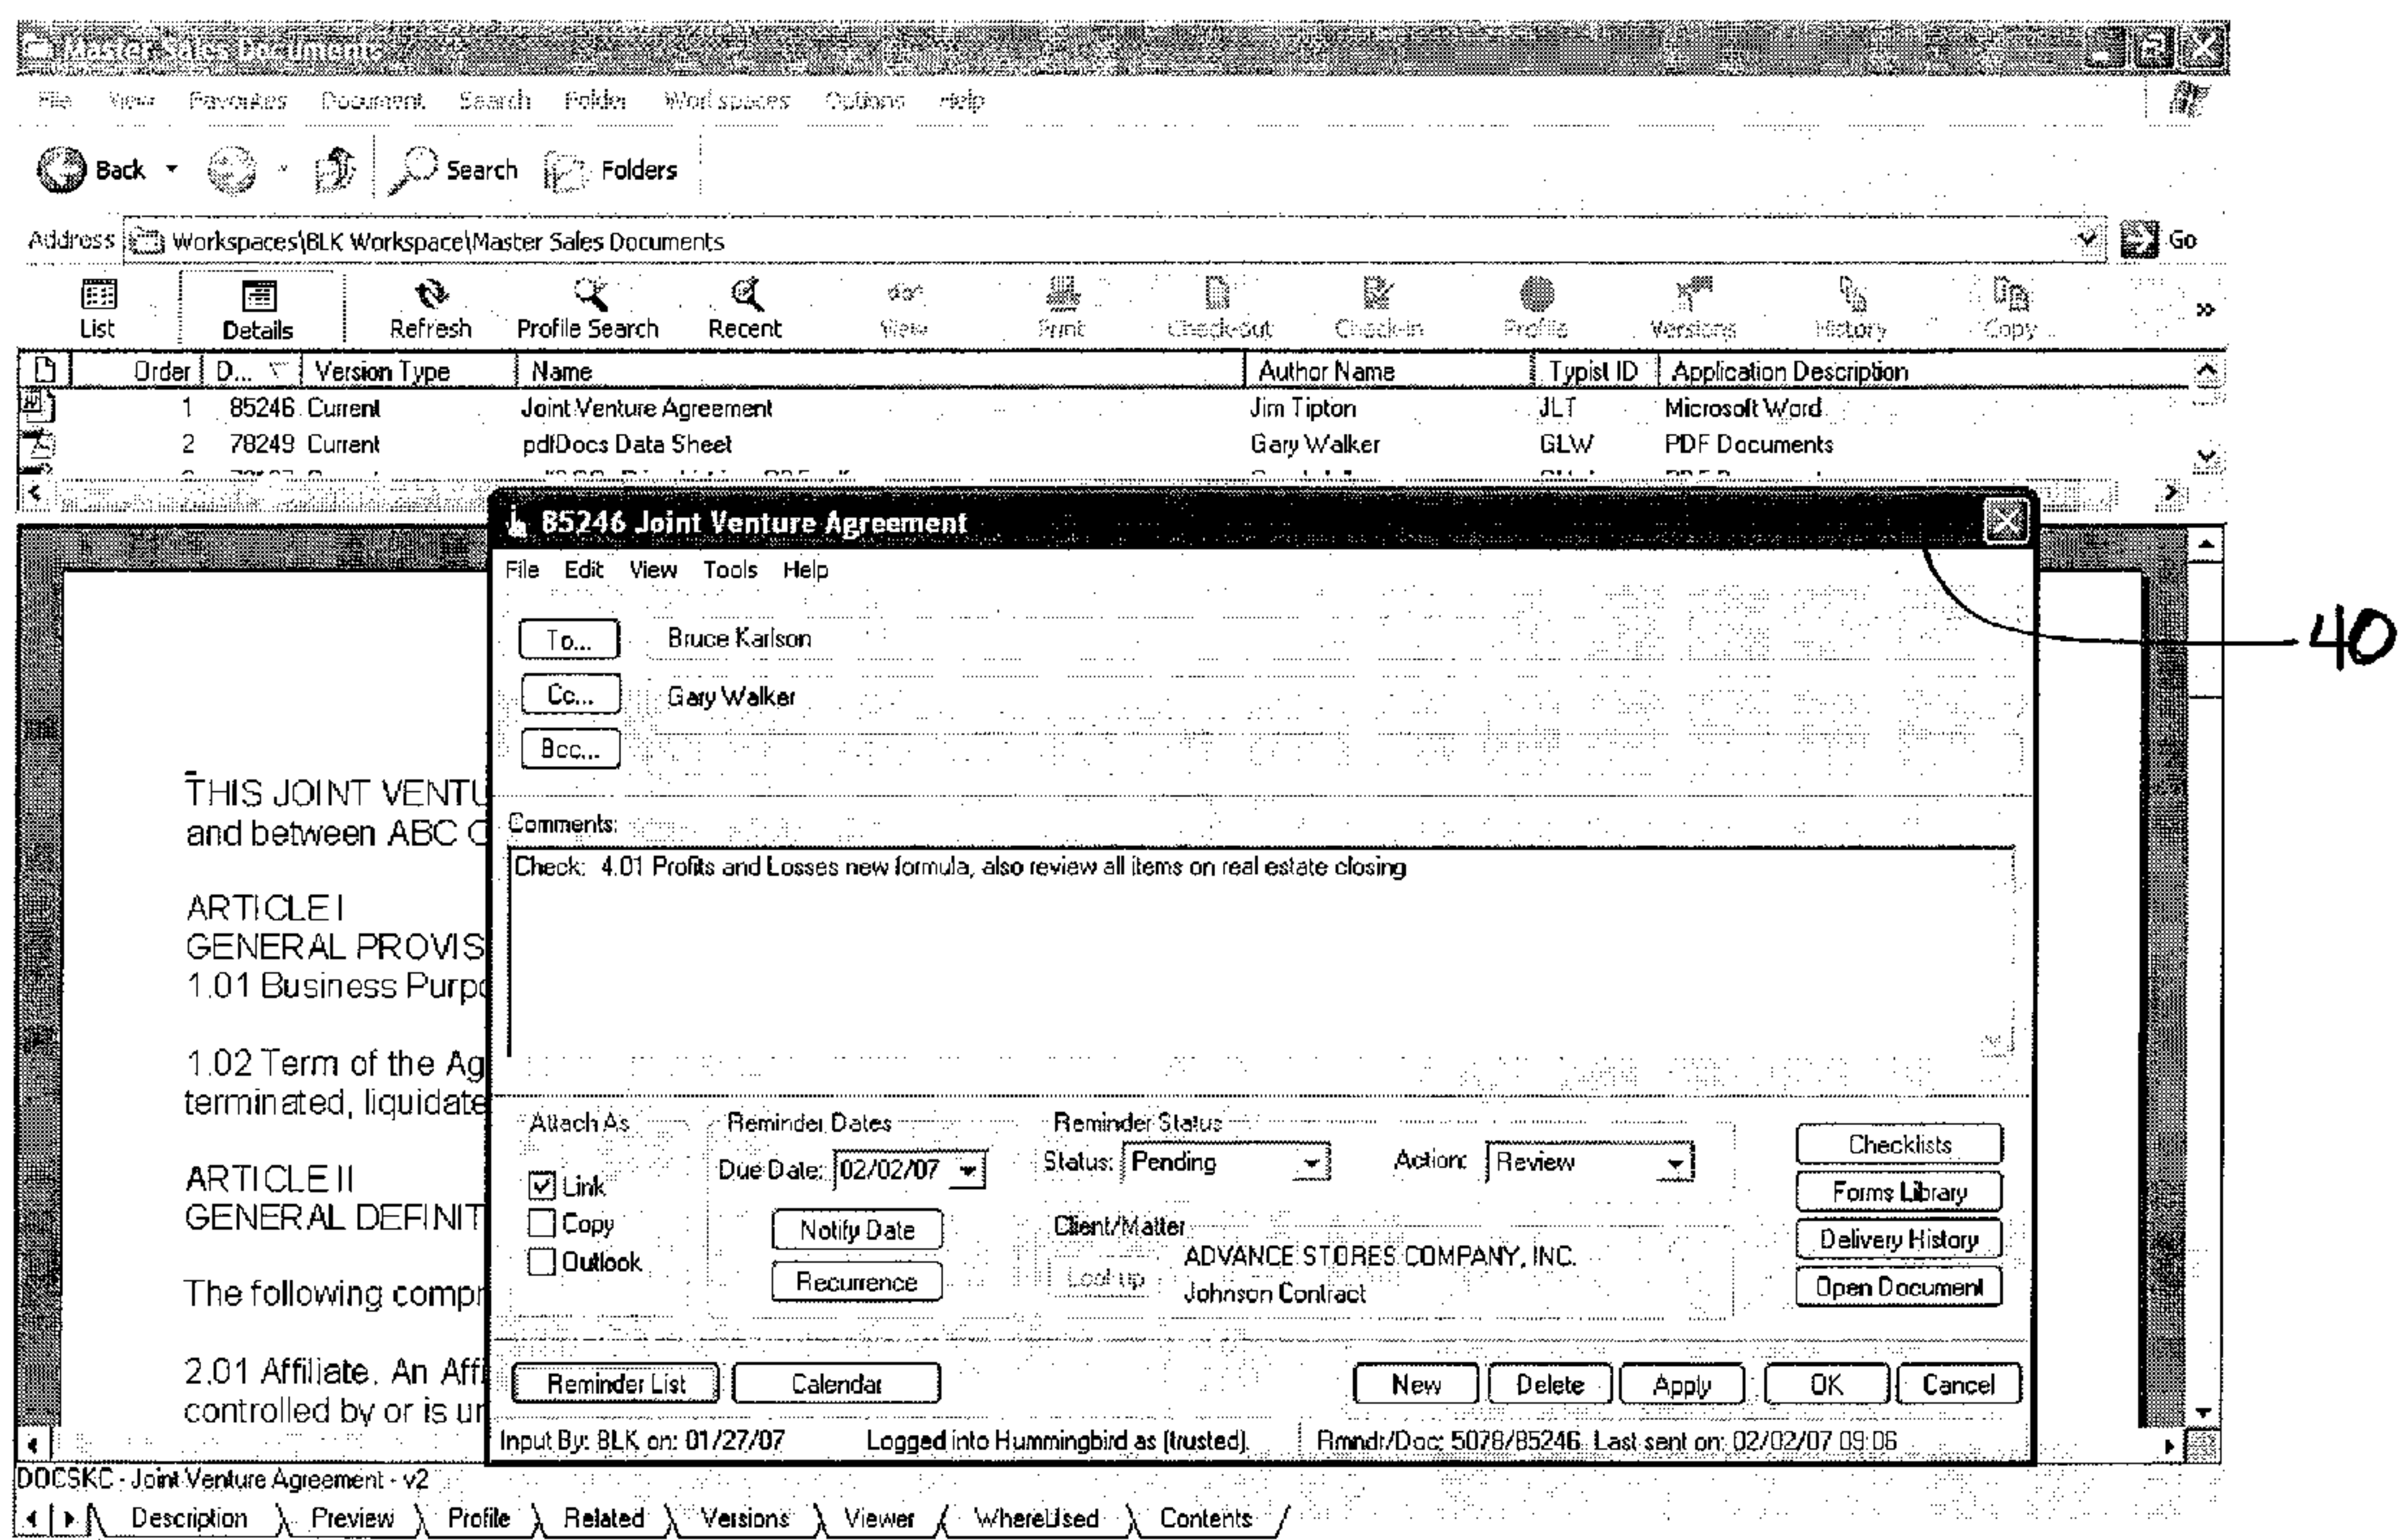 Master Sales Documents
File View Favorites Document Search Folder Workspaces Options Help
Back Search Folders
Address Workspaces\BLK Workspace\Master Sales Documents Go
List Details Refresh Profile Search Recent View Print Check-out Check-in Profile Versions History Copy »
Order D... Version Type Name Author Name Typist ID Application Description
1 85246 Current Joint Venture Agreement Jim Tipton JLT Microsoft Word
2 78249 Current pdfDocs Data Sheet Gary Walker GLW PDF Documents
85246 Joint Venture Agreement
File Edit View Tools Help
40
To... Bruce Karlson
Cc... Gary Walker
Bcc...
THIS JOINT VENTU
and between ABC C
Comments:
Check: 4.01 Profits and Losses new formula, also review all items on real estate closing
ARTICLE I
GENERAL PROVIS
1.01 Business Purpo
1.02 Term of the Ag
terminated, liquidate
ARTICLE II
GENERAL DEFINIT
The following compr
2.01 Affiliate. An Affi
controlled by or is un
Attach As Reminder Dates Reminder Status
Link Due Date: 02/02/07 Status: Pending Action: Review Checklists
Copy Notify Date Client/Matter Forms Library
Outlook Recurrence Lookup ADVANCE STORES COMPANY, INC. Delivery History
Johnson Contract Open Document
Reminder List Calendar New Delete Apply OK Cancel
Input By: BLK on: 01/27/07 Logged into Hummingbird as (trusted). Rmndr/Doc: 5078/85246 Last sent on: 02/02/07 09:06
DOCSKC - Joint Venture Agreement - v2
Description Preview Profile Related Versions Viewer WhereUsed Contents